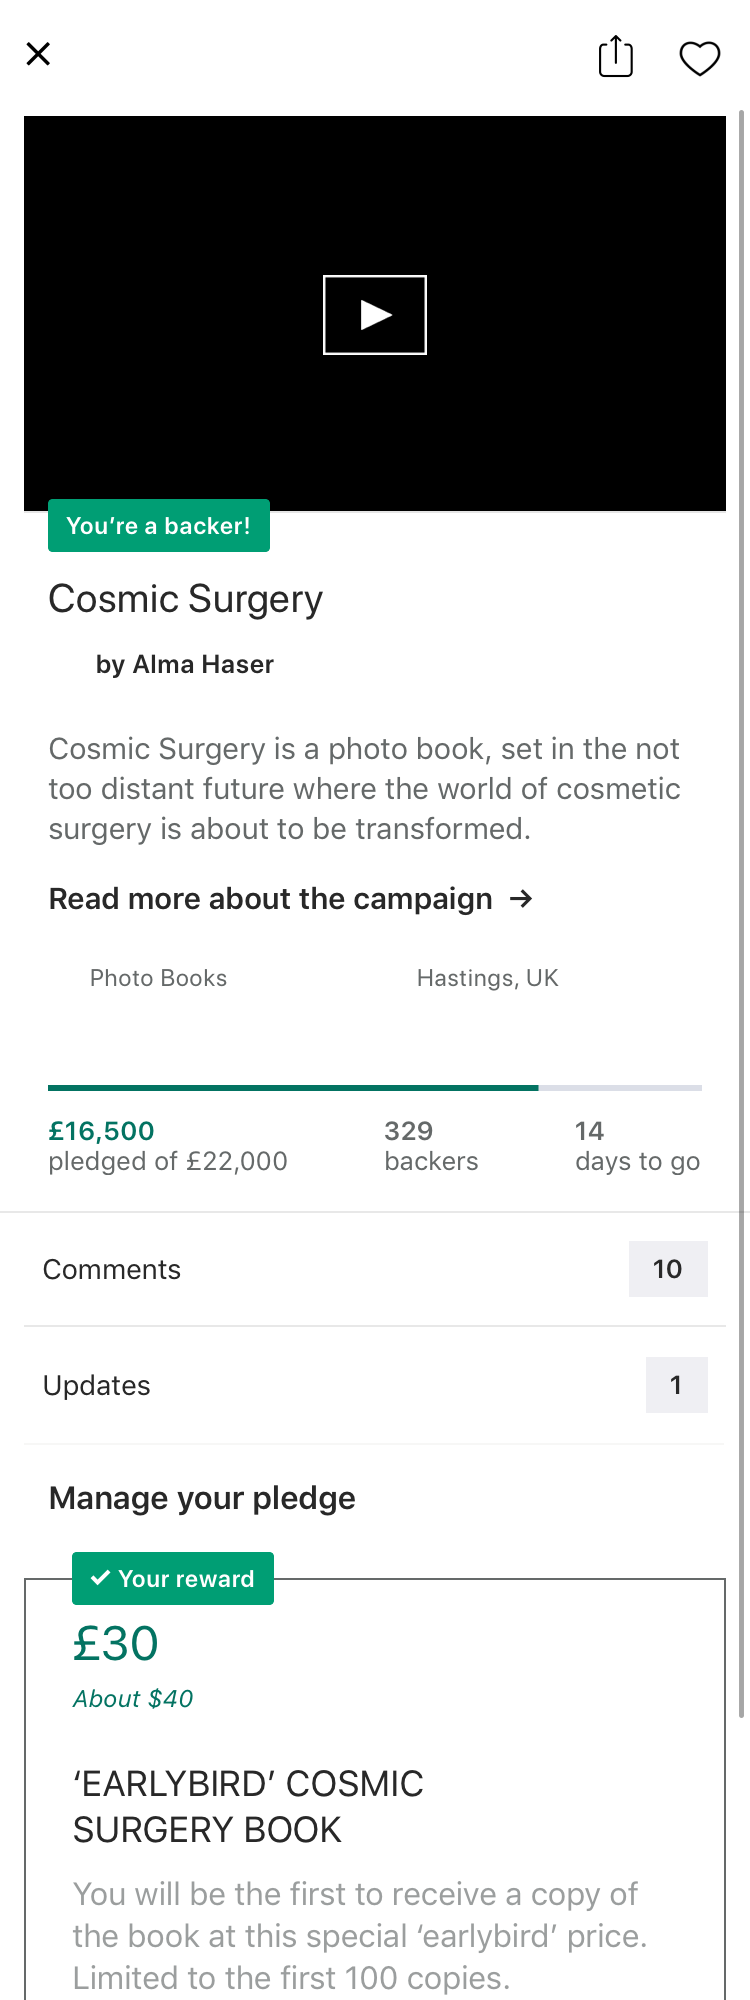 You're a backer!
Cosmic Surgery
by Alma Haser
Cosmic Surgery is a photo book, set in the not
too distant future where the world of cosmetic
surgery is about to be transformed.
Read more about the campaign →
Photo Books
Hastings, UK
£16,500
pledged of £22,000
329
backers
14
days to go
Comments
10
Updates
1
Manage your pledge
✓ Your reward
£30
About $40
‘EARLYBIRD’ COSMIC
SURGERY BOOK
You will be the first to receive a copy of
the book at this special ‘earlybird’ price.
Limited to the first 100 copies.